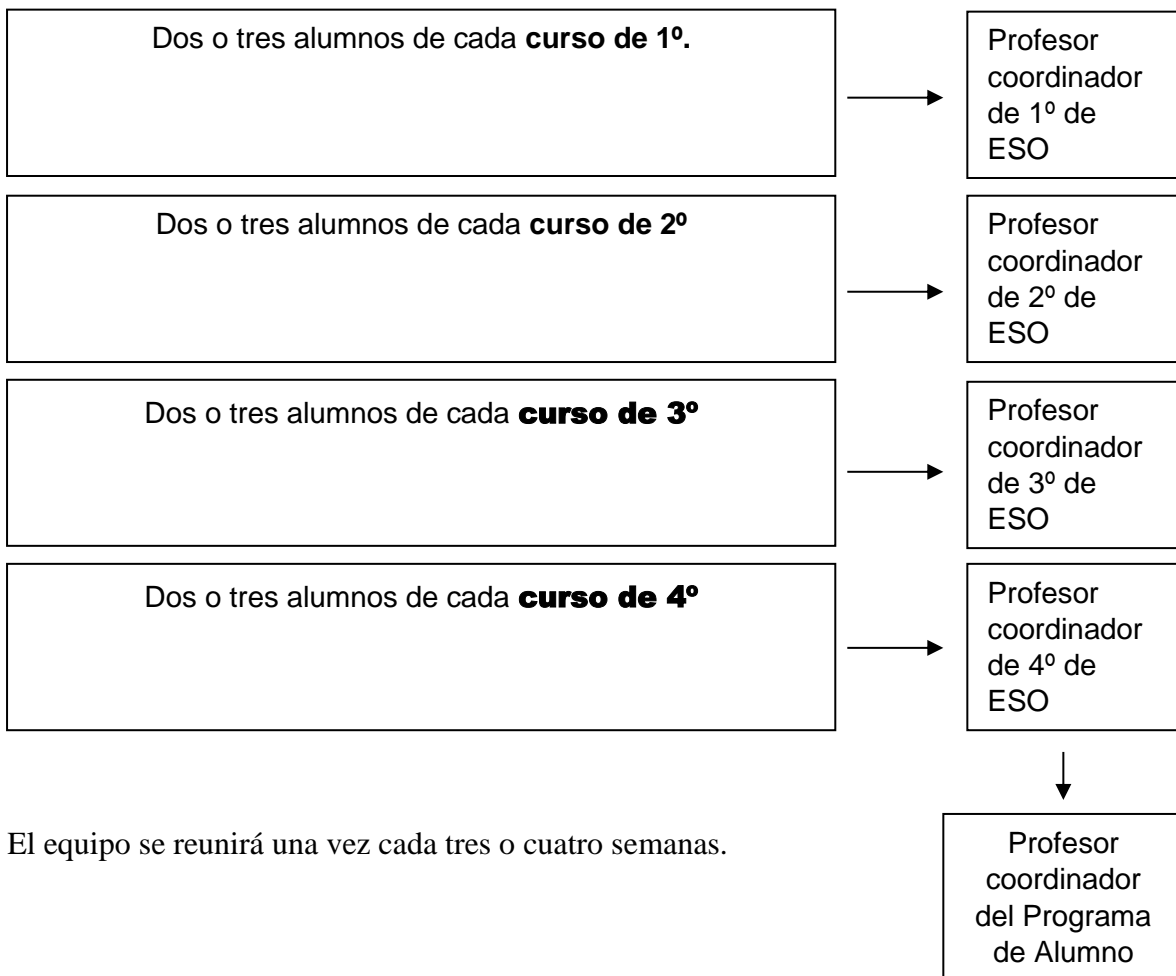 Dos o tres alumnos de cada curso de 1º.
Profesor
coordinador
de 1º de
ESO
Dos o tres alumnos de cada curso de 2º
Profesor
coordinador
de 2º de
ESO
Dos o tres alumnos de cada curso de 3º
Profesor
coordinador
de 3º de
ESO
Dos o tres alumnos de cada curso de 4º
Profesor
coordinador
de 4º de
ESO
El equipo se reunirá una vez cada tres o cuatro semanas.
Profesor
coordinador
del Programa
de Alumno